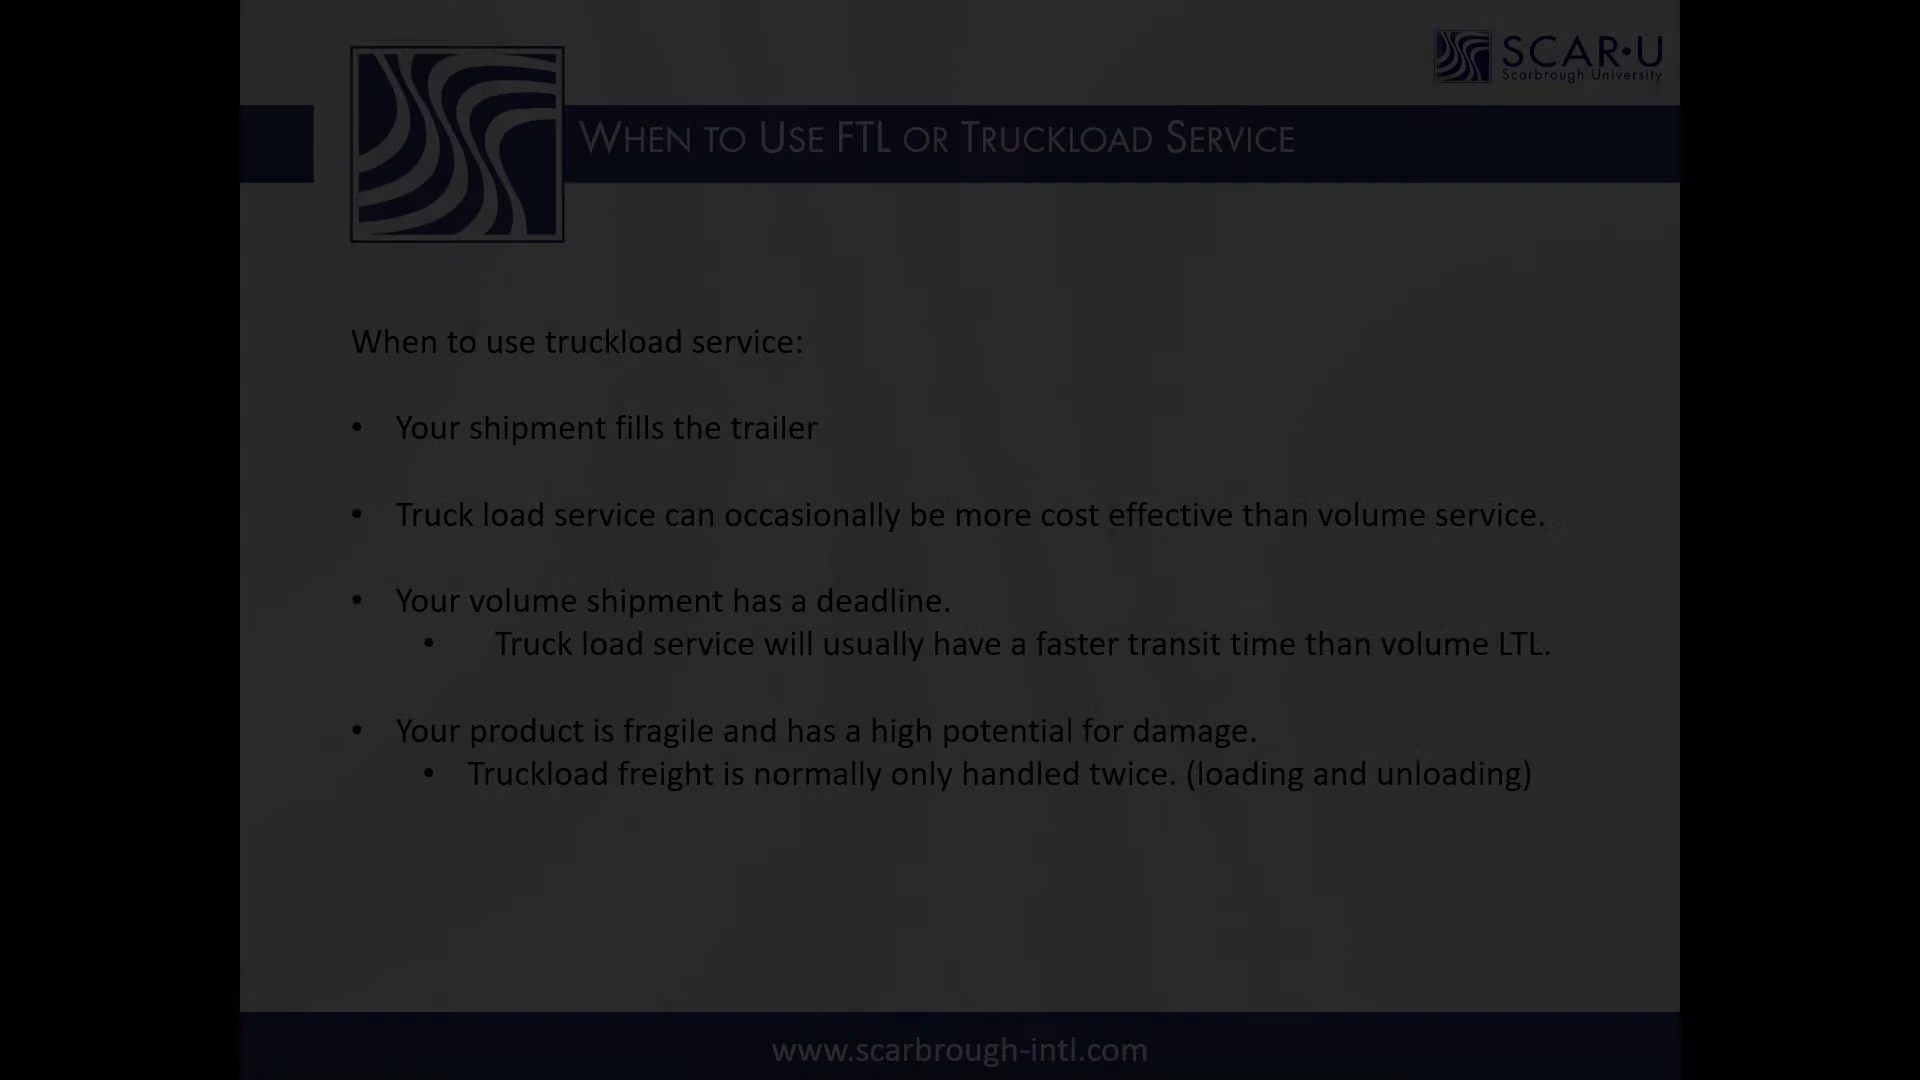 SCAR•U
Scarbrough University
WHEN TO USE FTL OR TRUCKLOAD SERVICE
When to use truckload service:
• Your shipment fills the trailer
• Truck load service can occasionally be more cost effective than volume service.
• Your volume shipment has a deadline.
• Truck load service will usually have a faster transit time than volume LTL.
• Your product is fragile and has a high potential for damage.
• Truckload freight is normally only handled twice. (loading and unloading)
www.scarbrough-intl.com